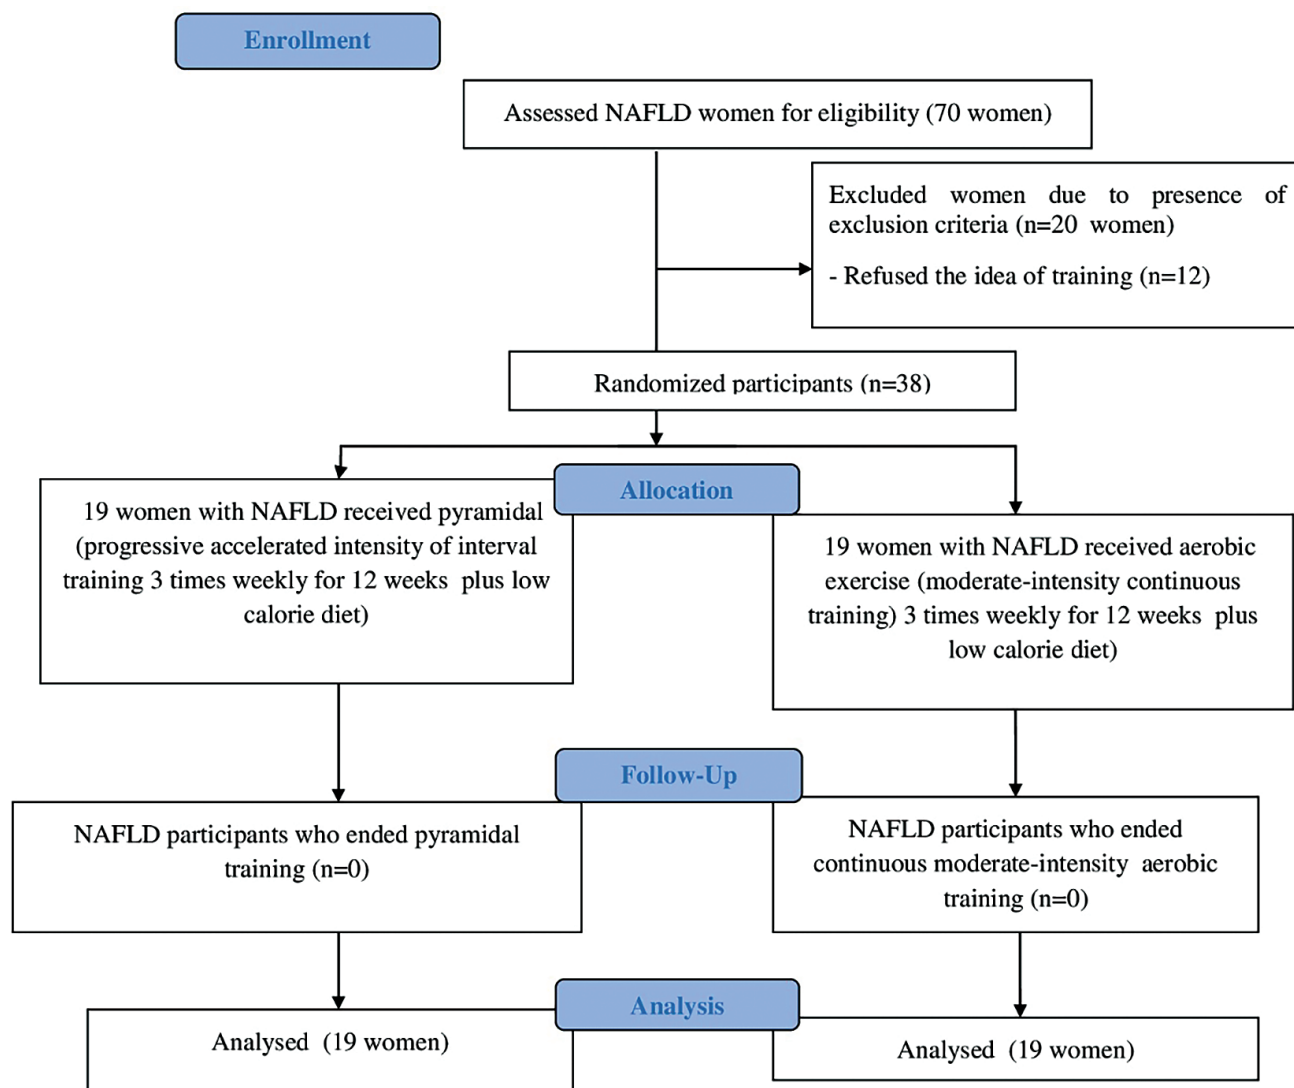 Enrollment
Assessed NAFLD women for eligibility (70 women)
Excluded women due to presence of
exclusion criteria (n=20 women)
- Refused the idea of training (n=12)
Randomized participants (n=38)
Allocation
19 women with NAFLD received pyramidal
(progressive accelerated intensity of interval
training 3 times weekly for 12 weeks plus low
calorie diet)
19 women with NAFLD received aerobic
exercise (moderate-intensity continuous
training) 3 times weekly for 12 weeks plus
low calorie diet)
Follow-Up
NAFLD participants who ended pyramidal
training (n=0)
NAFLD participants who ended
continuous moderate-intensity aerobic
training (n=0)
Analysis
Analysed (19 women)
Analysed (19 women)